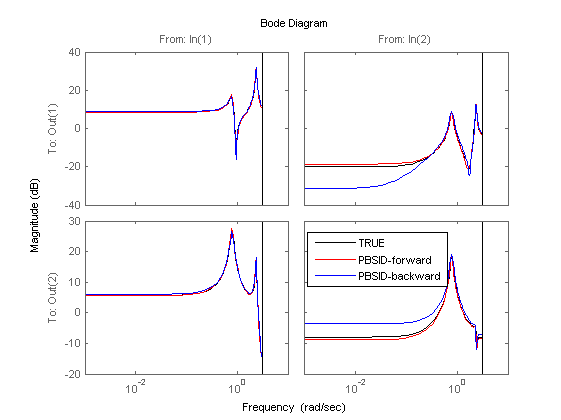 Bode Diagram
From: In(1)
From: In(2)
To: Out(1)
40
20
0
-20
-40
To: Out(2)
30
20
10
0
-10
-20
Magnitude (dB)
TRUE
PBSID-forward
PBSID-backward
10^-2
10^0
10^-2
10^0
Frequency (rad/sec)